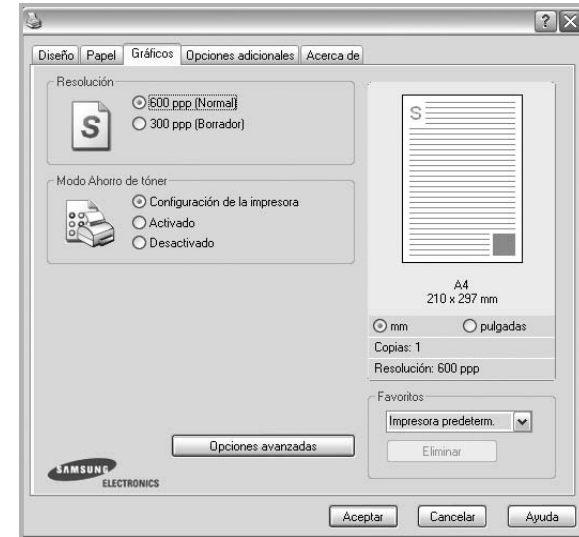 Diseño Papel Gráficos Opciones adicionales Acerca de
Resolución
S
600 ppp (Normal)
300 ppp (Borrador)
Modo Ahorro de tóner
Configuración de la impresora
Activado
Desactivado
Opciones avanzadas
SAMSUNG
ELECTRONICS
S
A4
210 x 297 mm
mm pulgadas
Copias: 1
Resolución: 600 ppp
Favoritos
Impresora predeterm.
Eliminar
Aceptar Cancelar Ayuda